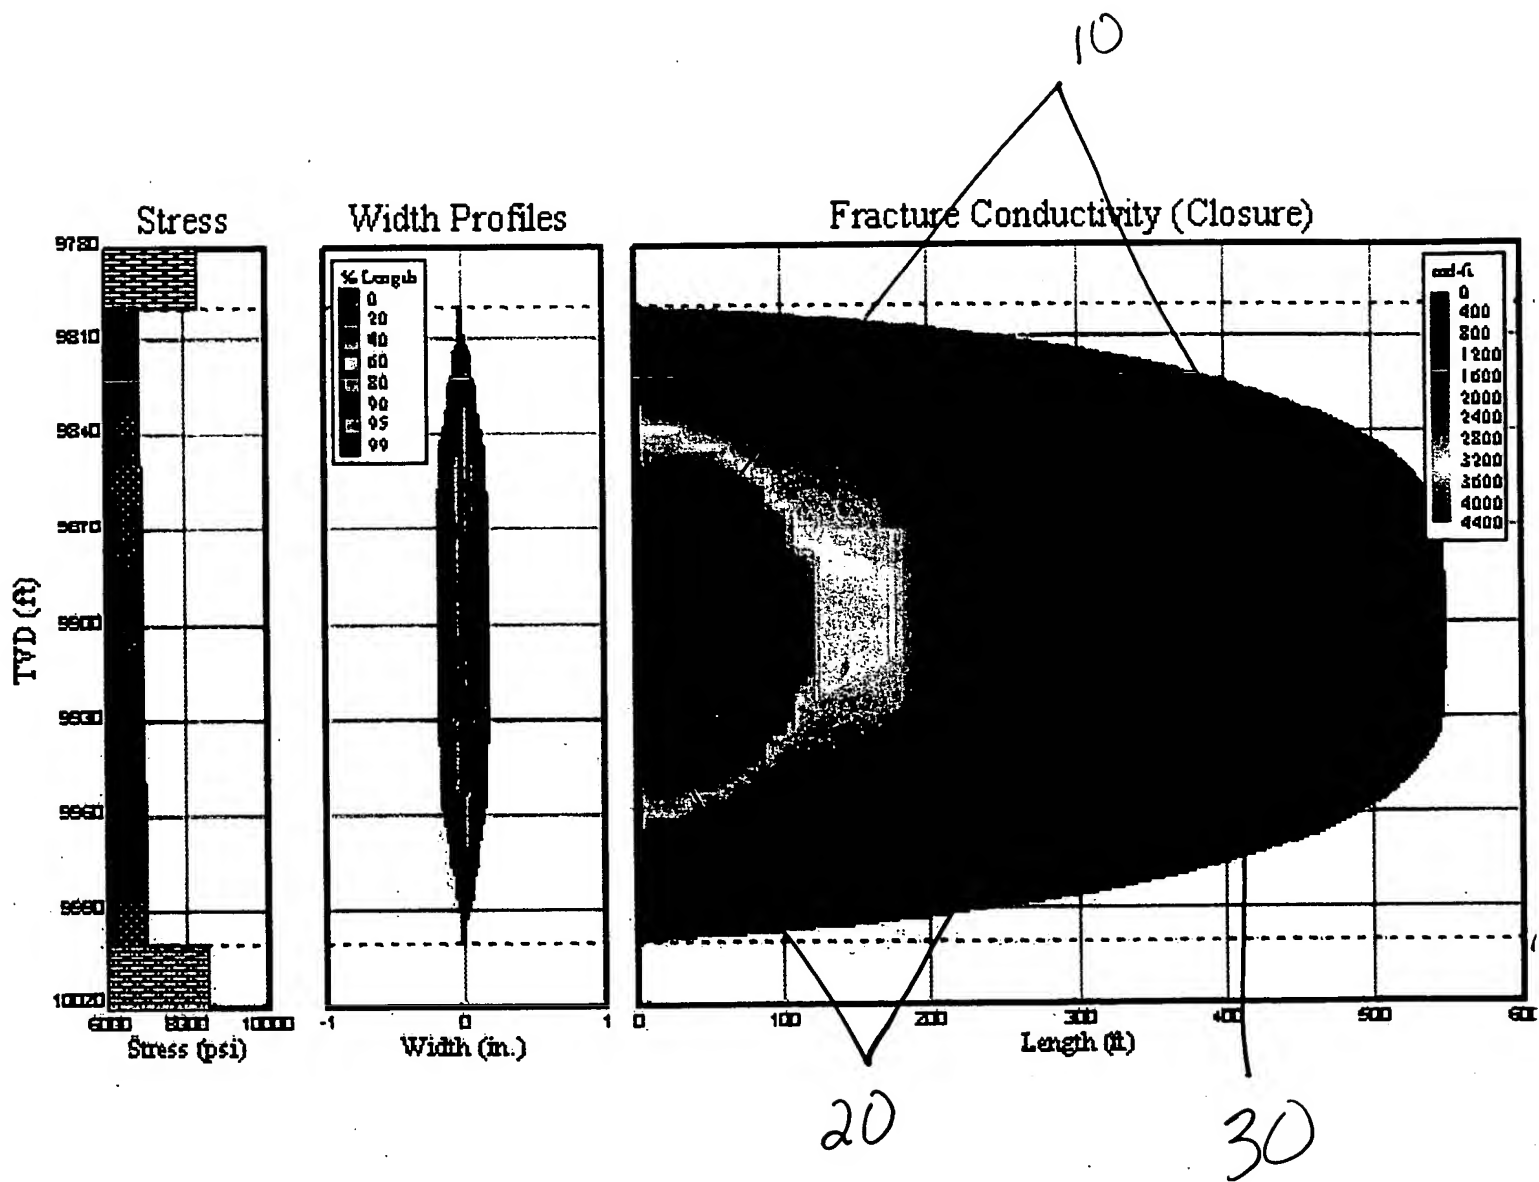 10
Stress
Width Profiles
Fracture Conductivity (Closure)
9780
9810
9840
9870
9900
9930
9960
9990
10020
TVD (ft)
6000 8000 10000
Stress (psi)
% Length
0
20
40
60
80
90
95
99
-1 0 1
Width (in.)
md-ft
0
400
800
1200
1600
2000
2400
2800
3200
3600
4000
4400
0 100 200 300 400 500 600
Length (ft)
20
30